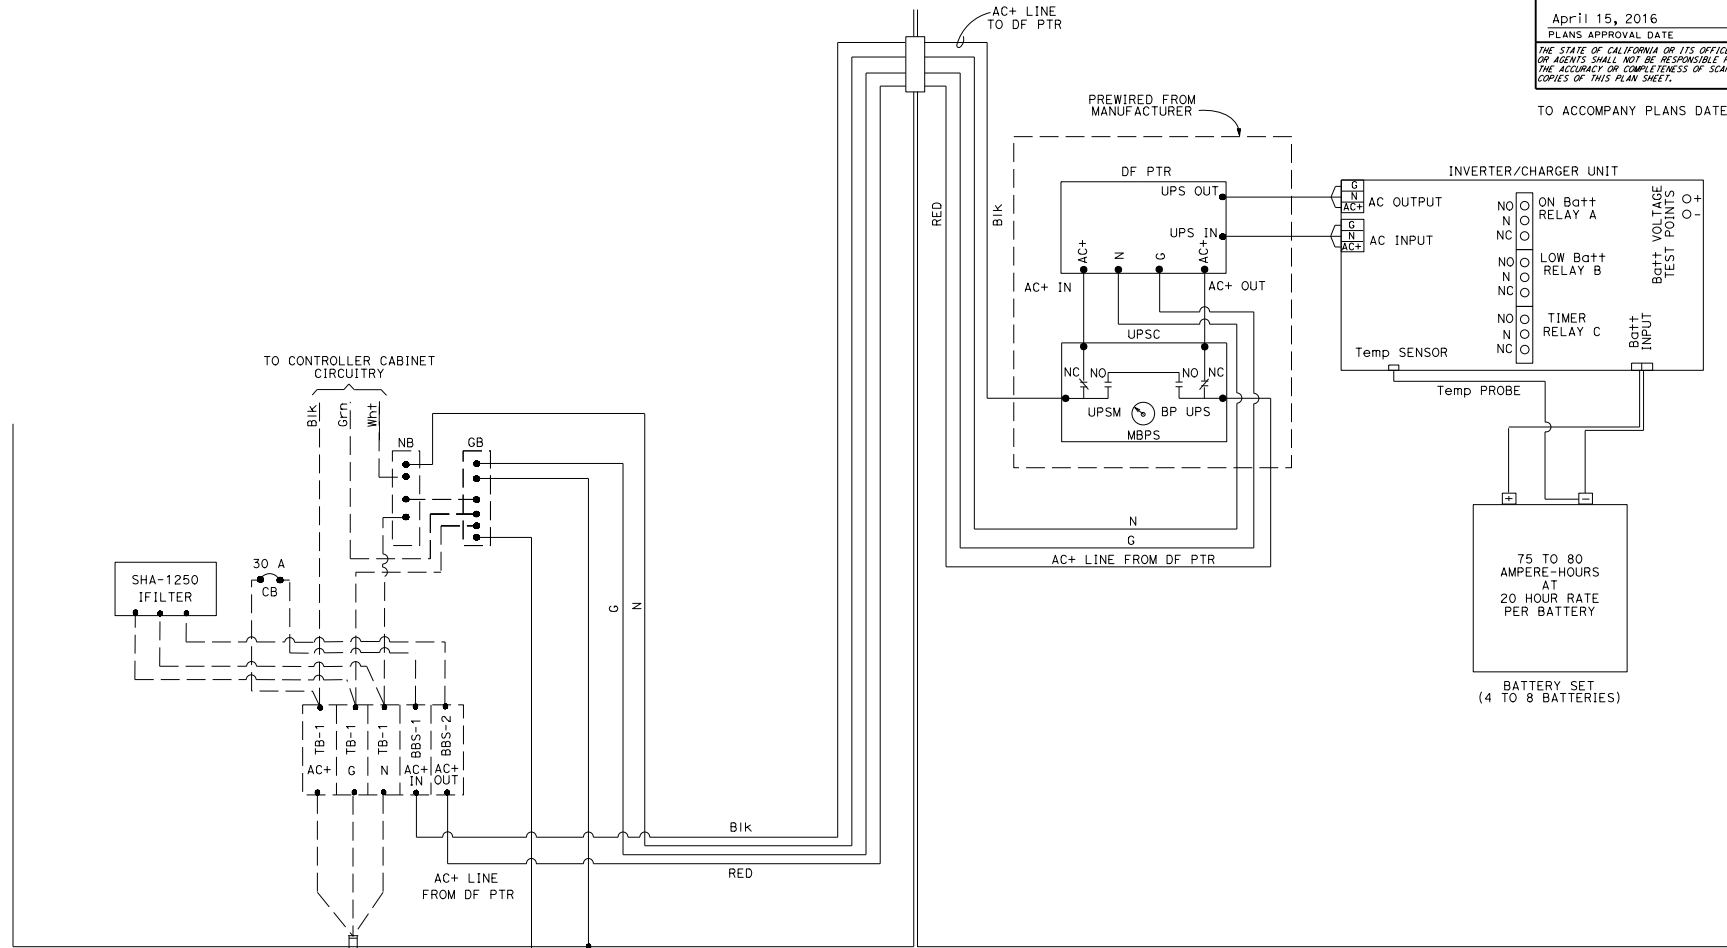 AC+ LINE
TO DF PTR
April 15, 2016
PLANS APPROVAL DATE
THE STATE OF CALIFORNIA OR ITS
OR AGENTS SHALL NOT BE RESPONSIBLE
THE ACCURACY OR COMPLETENESS OF
COPIES OF THIS PLAN SHEET.
TO ACCOMPANY PLANS
PREWIRED FROM
MANUFACTURER
DF PTR
UPS OUT
UPS IN
AC+
N
G
AC+
AC+ IN
AC+ OUT
RED
Blk
INVERTER/CHARGER UNIT
G
N
AC+
AC OUTPUT
G
N
AC+
AC INPUT
NO
N
NC
ON Batt
RELAY A
NO
N
NC
LOW Batt
RELAY B
NO
N
NC
TIMER
RELAY C
Batt VOLTAGE
TEST POINTS
+
-
Batt
INPUT
Temp SENSOR
Temp PROBE
UPSC
NC
NO
NO
NC
UPSM
BP
UPS
MBPS
N
G
AC+ LINE FROM DF PTR
+
-
75 TO 80
AMPERE-HOURS
AT
20 HOUR RATE
PER BATTERY
BATTERY SET
(4 TO 8 BATTERIES)
TO CONTROLLER CABINET
CIRCUITRY
Blk
Grn
Wht
NB
GB
30 A
CB
SHA-1250
IFILTER
G
N
TB-1
AC+
TB-1
G
TB-1
N
BBS-1
AC+
IN
BBS-2
AC+
OUT
Blk
RED
AC+ LINE
FROM DF PTR